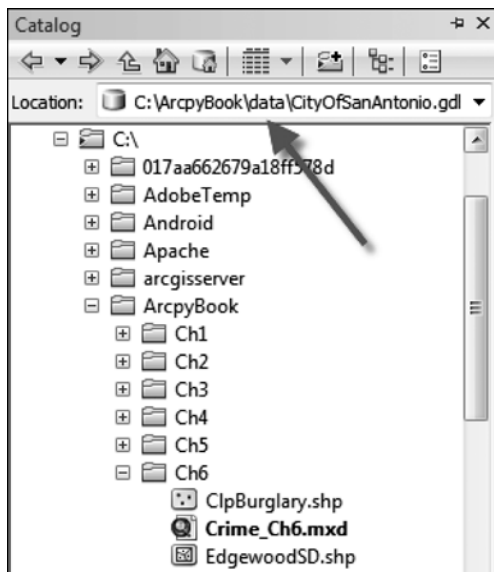 Catalog
Location: C:\ArcpyBook\data\CityOfSanAntonio.gdl
C:\
017aa662679a18ff578d
AdobeTemp
Android
Apache
arcgisserver
ArcpyBook
Ch1
Ch2
Ch3
Ch4
Ch5
Ch6
ClpBurglary.shp
Crime_Ch6.mxd
EdgewoodSD.shp